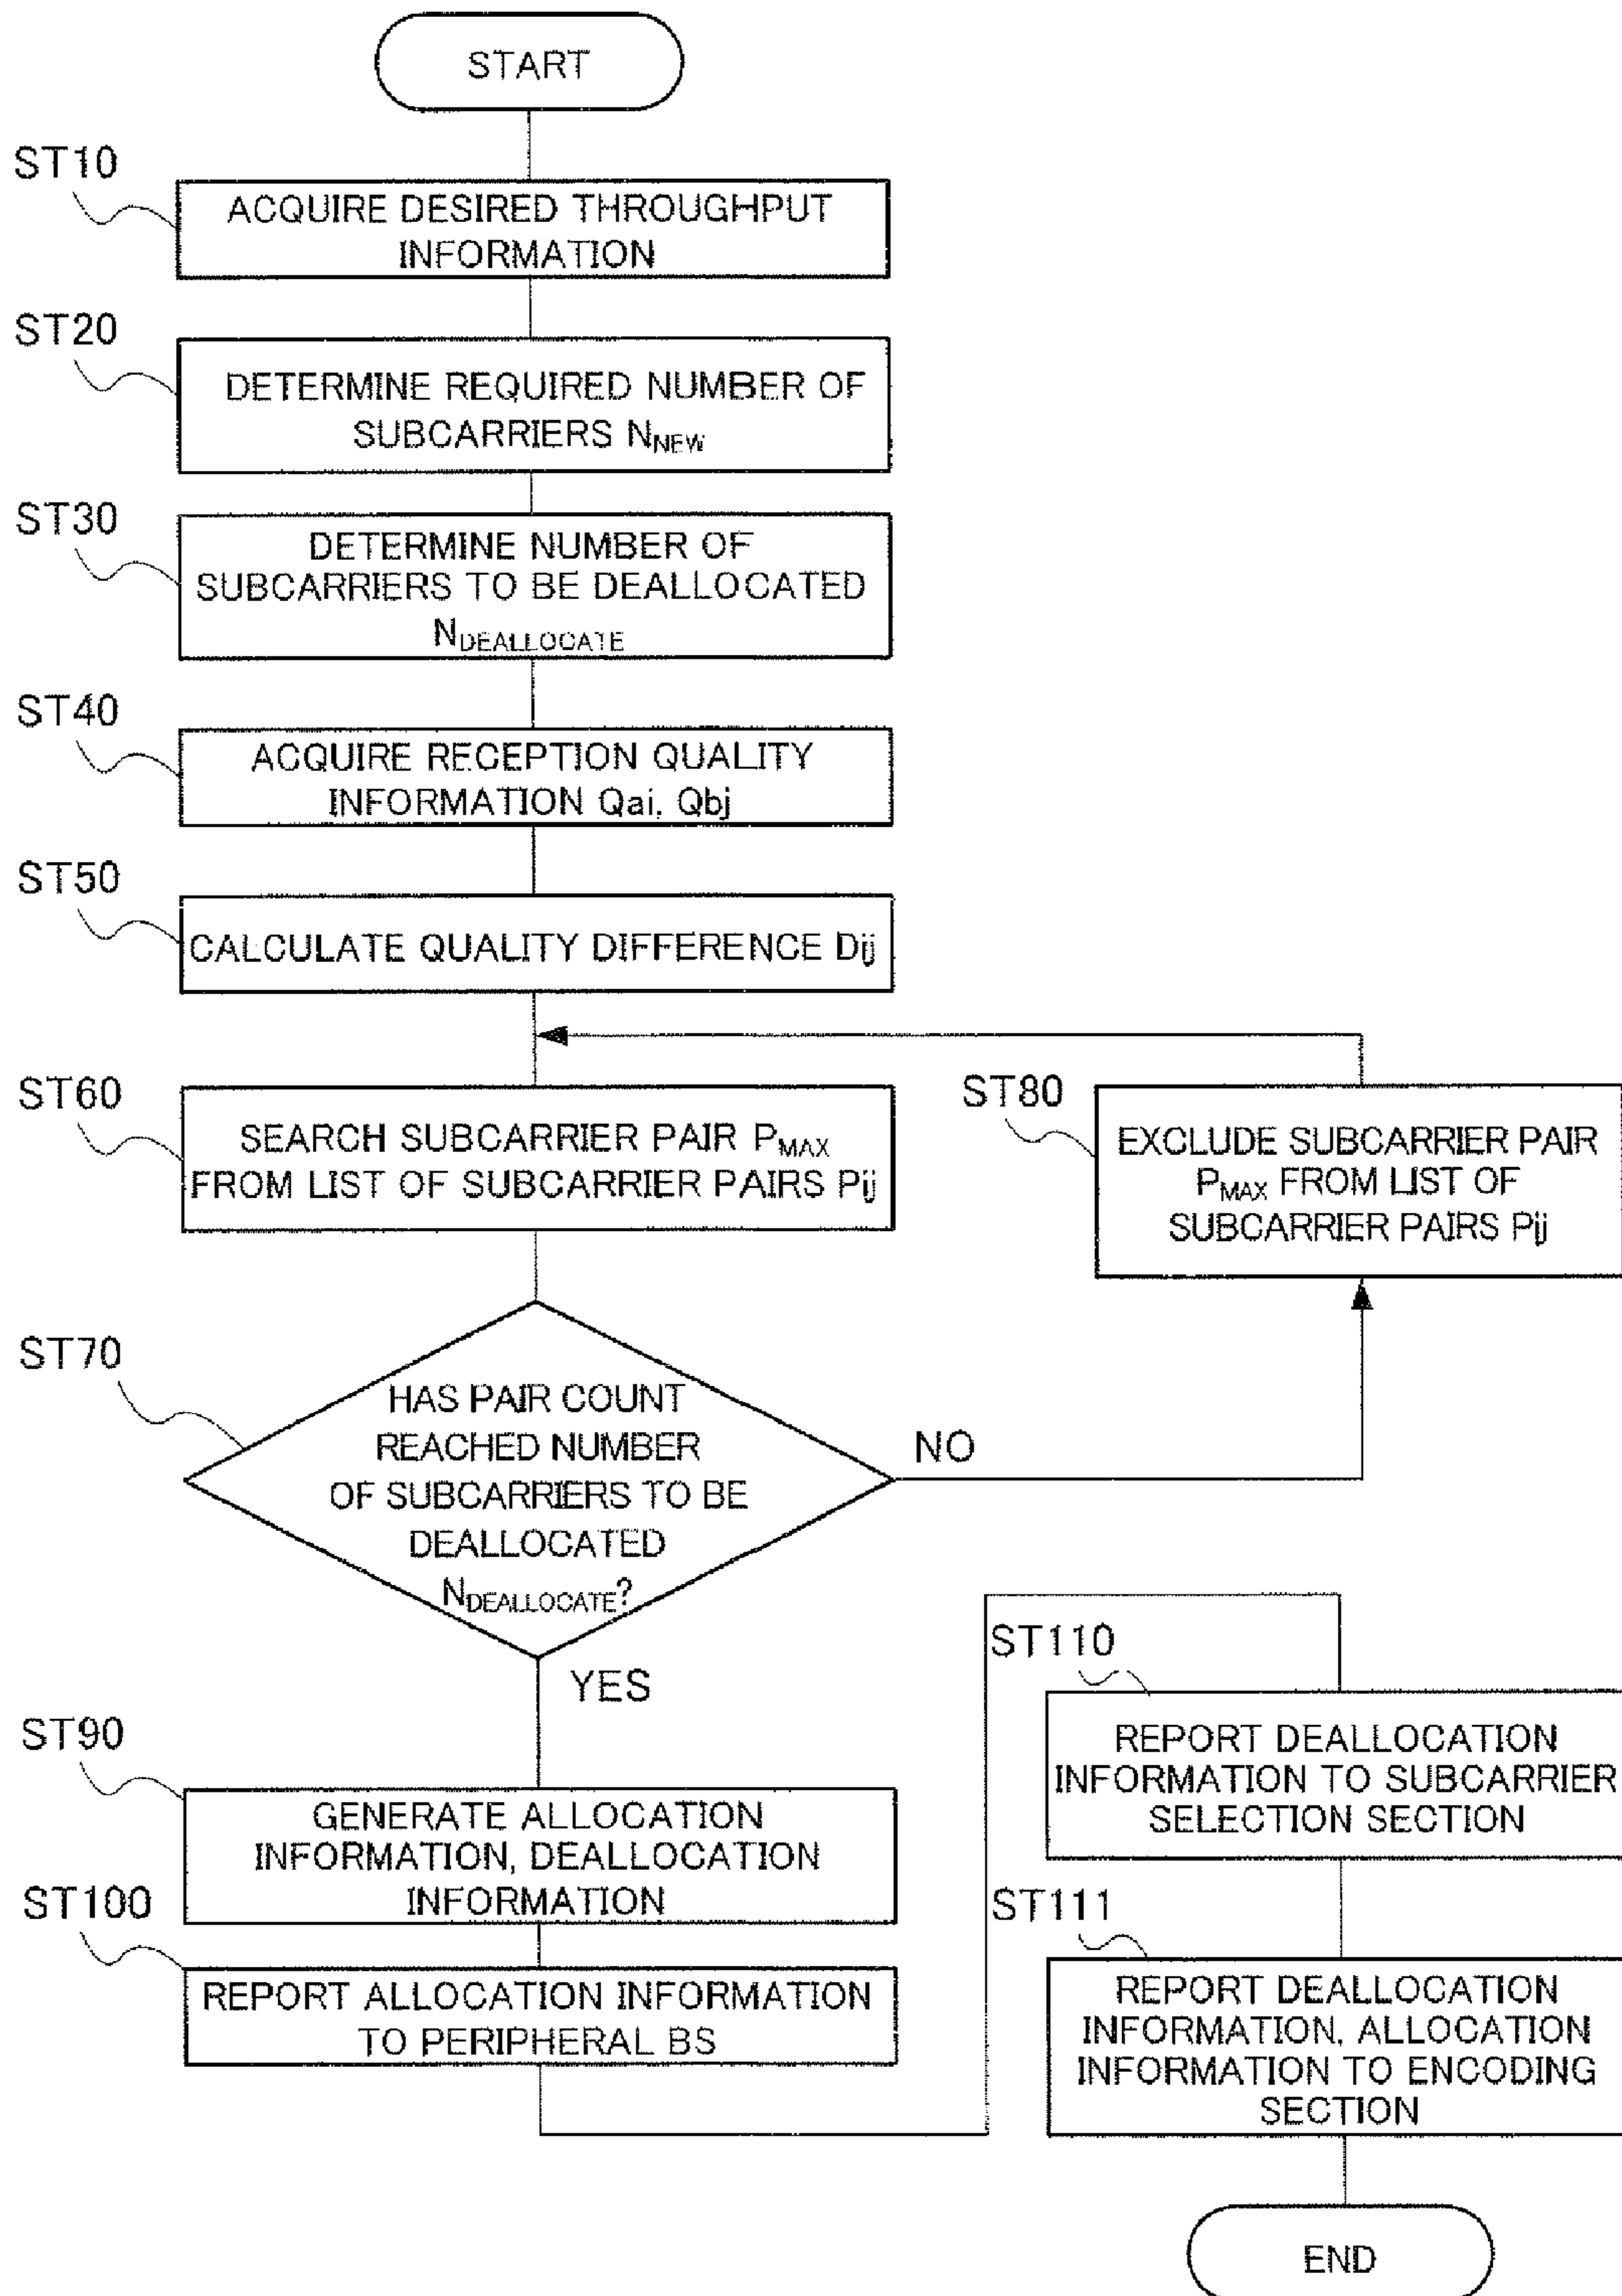 START
ST10
ACQUIRE DESIRED THROUGHPUT
INFORMATION
ST20
DETERMINE REQUIRED NUMBER OF
SUBCARRIERS NNEW
ST30
DETERMINE NUMBER OF
SUBCARRIERS TO BE DEALLOCATED
NDEALLOCATE
ST40
ACQUIRE RECEPTION QUALITY
INFORMATION Qai, Qbj
ST50
CALCULATE QUALITY DIFFERENCE Dij
ST60
SEARCH SUBCARRIER PAIR PMAX
FROM LIST OF SUBCARRIER PAIRS Pij
ST80
EXCLUDE SUBCARRIER PAIR
PMAX FROM LIST OF
SUBCARRIER PAIRS Pij
ST70
HAS PAIR COUNT
REACHED NUMBER
OF SUBCARRIERS TO BE
DEALLOCATED
NDEALLOCATE?
NO
YES
ST90
GENERATE ALLOCATION
INFORMATION, DEALLOCATION
INFORMATION
ST100
REPORT ALLOCATION INFORMATION
TO PERIPHERAL BS
ST110
REPORT DEALLOCATION
INFORMATION TO SUBCARRIER
SELECTION SECTION
ST111
REPORT DEALLOCATION
INFORMATION, ALLOCATION
INFORMATION TO ENCODING
SECTION
END